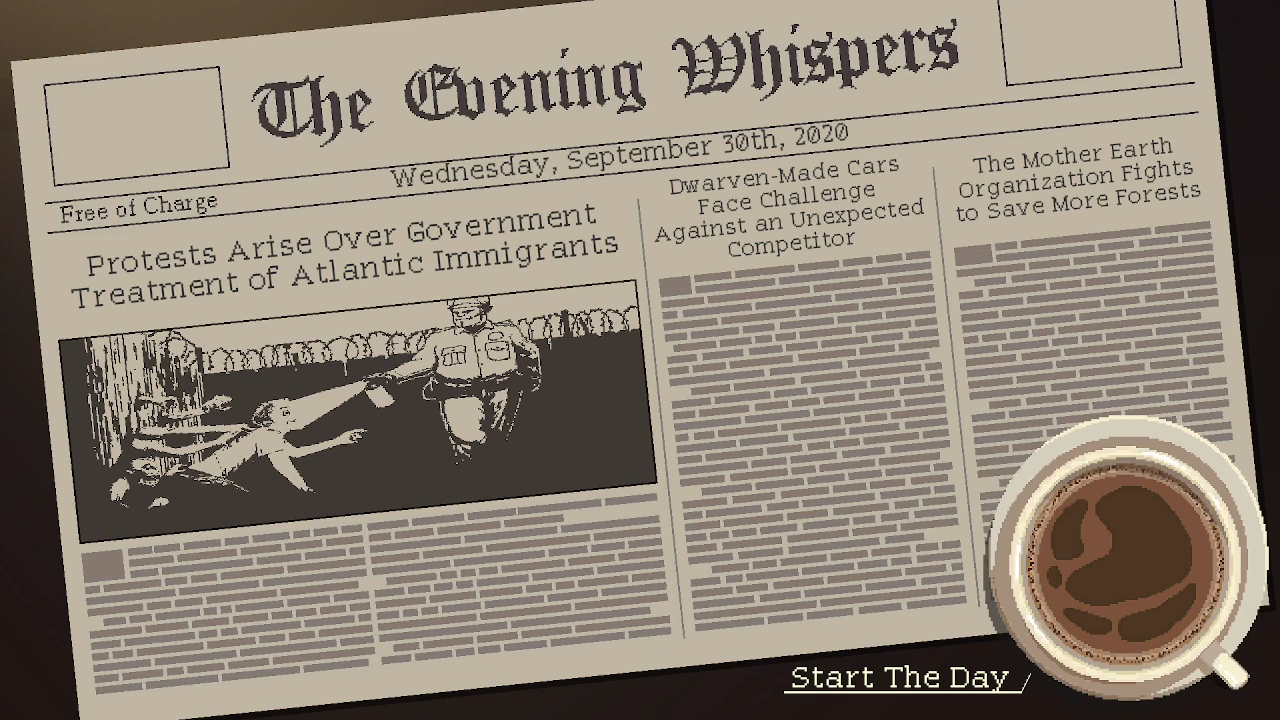 The Evening Whispers
Wednesday, September 30th, 2020
Free of Charge
Protests Arise Over Government
Treatment of Atlantic Immigrants
Dwarven-Made Cars
Face Challenge
Against an Unexpected
Competitor
The Mother Earth
Organization Fights
to Save More Forests
Start The Day